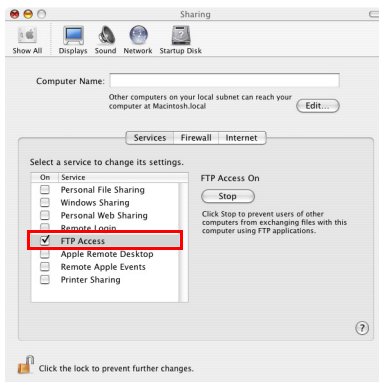 Sharing
Show All Displays Sound Network Startup Disk
Computer Name:
Other computers on your local subnet can reach your
computer at Macintosh.local
Edit...
Services Firewall Internet
Select a service to change its settings.
On Service
Personal File Sharing
Windows Sharing
Personal Web Sharing
Remote Login
FTP Access
Apple Remote Desktop
Remote Apple Events
Printer Sharing
FTP Access On
Stop
Click Stop to prevent users of other
computers from exchanging files with this
computer using FTP applications.
?
Click the lock to prevent further changes.